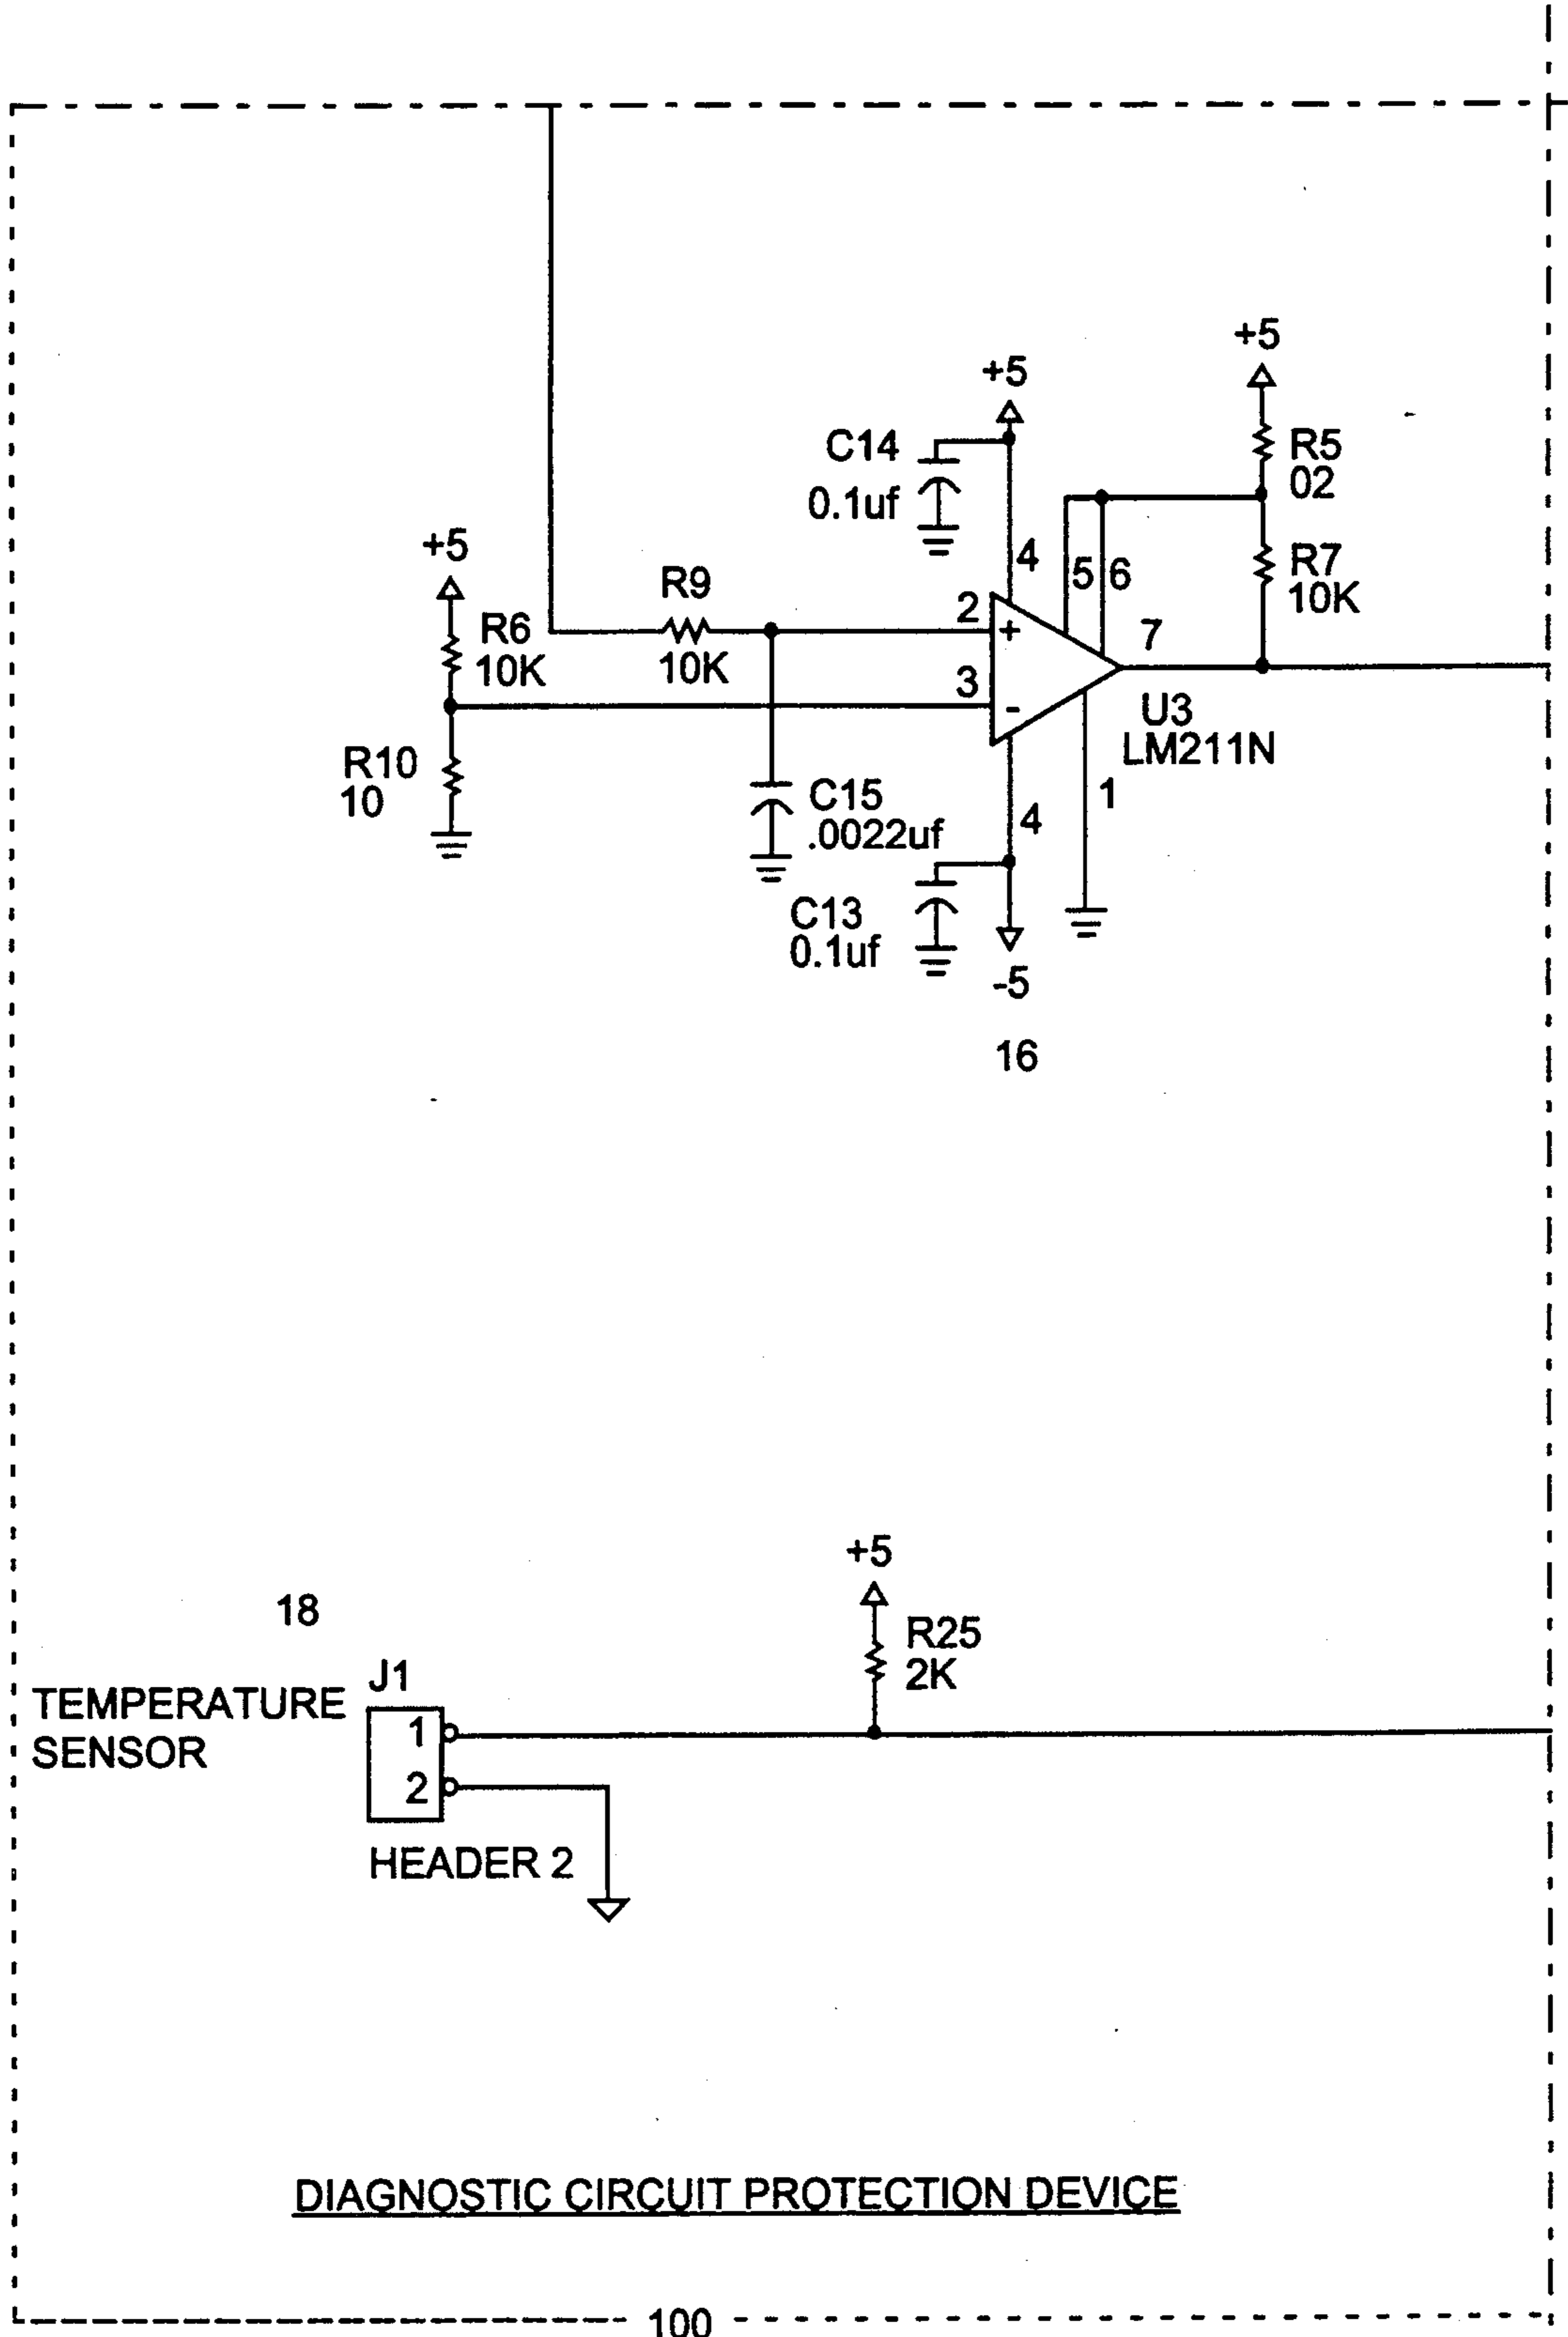 +5
+5
C14
0.1uf
R5
02
+5
4
5
6
R7
10K
R9
10K
2
+
7
R6
10K
3
-
U3
LM211N
R10
10
C15
.0022uf
4
1
C13
0.1uf
-5
16
+5
18
R25
2K
J1
TEMPERATURE
SENSOR
1
2
HEADER 2
DIAGNOSTIC CIRCUIT PROTECTION DEVICE
100